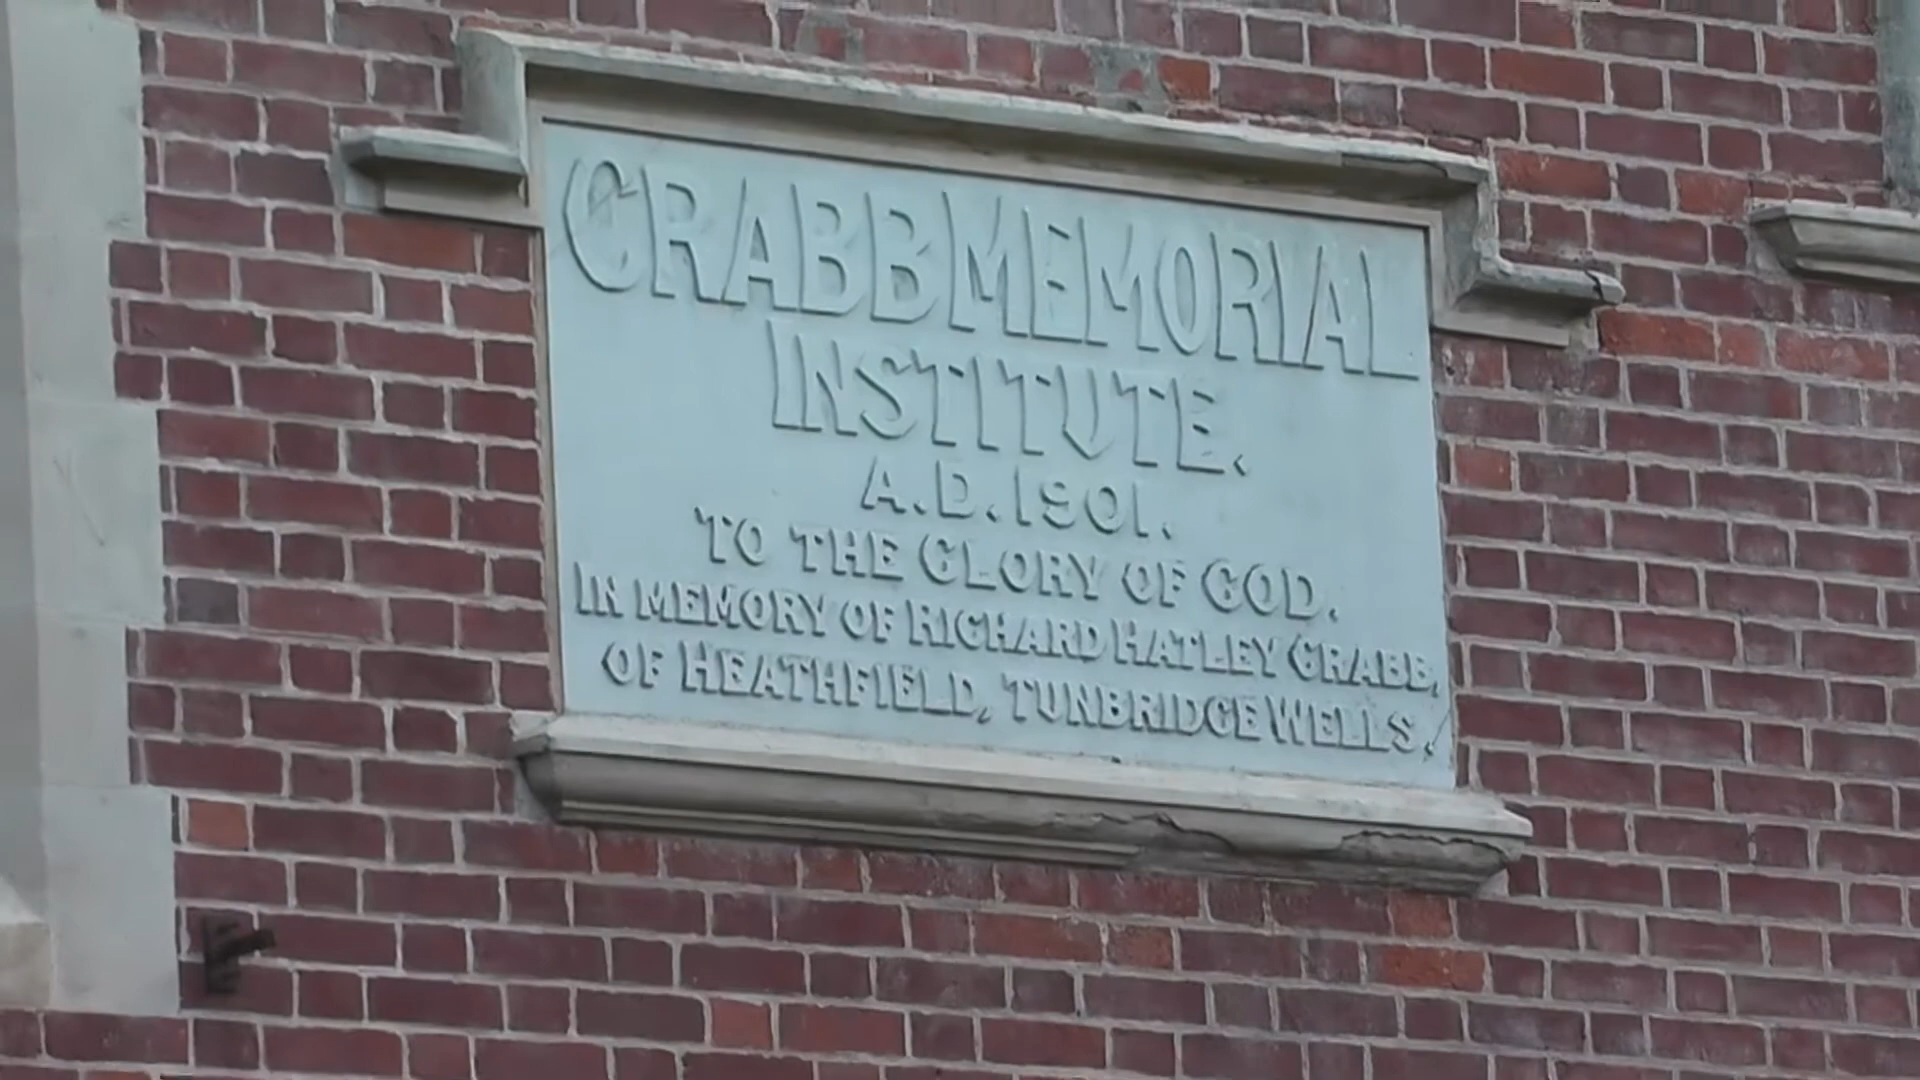 CRABB MEMORIAL
INSTITUTE.
A.D. 1901.
TO THE GLORY OF GOD.
IN MEMORY OF RICHARD HATLEY CRABB,
OF HEATHFIELD, TUNBRIDGE WELLS.